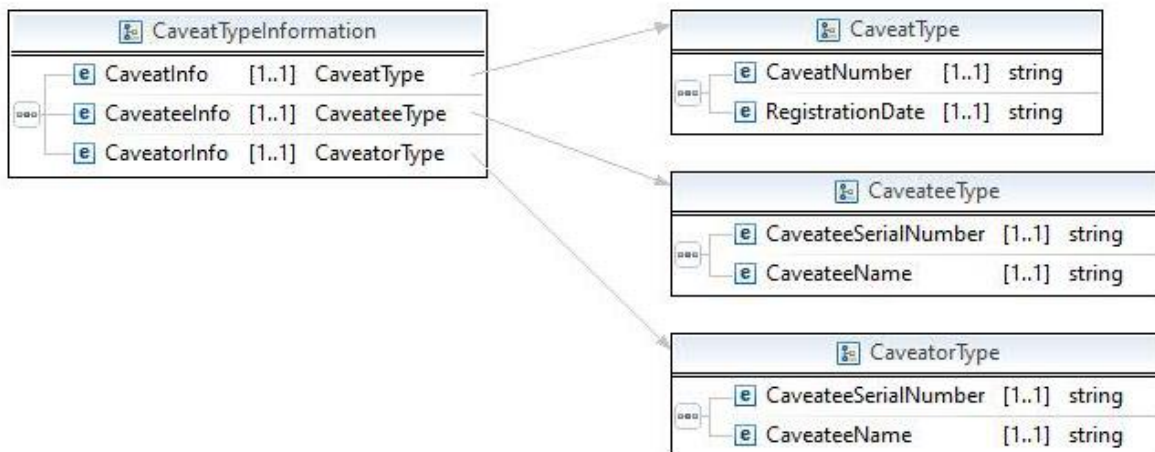 CaveatTypeInformation
e CaveatInfo [1..1] CaveatType
e CaveateeInfo [1..1] CaveateeType
e CaveatorInfo [1..1] CaveatorType
CaveatType
e CaveatNumber [1..1] string
e RegistrationDate [1..1] string
CaveateeType
e CaveateeSerialNumber [1..1] string
e CaveateeName [1..1] string
CaveatorType
e CaveateeSerialNumber [1..1] string
e CaveateeName [1..1] string